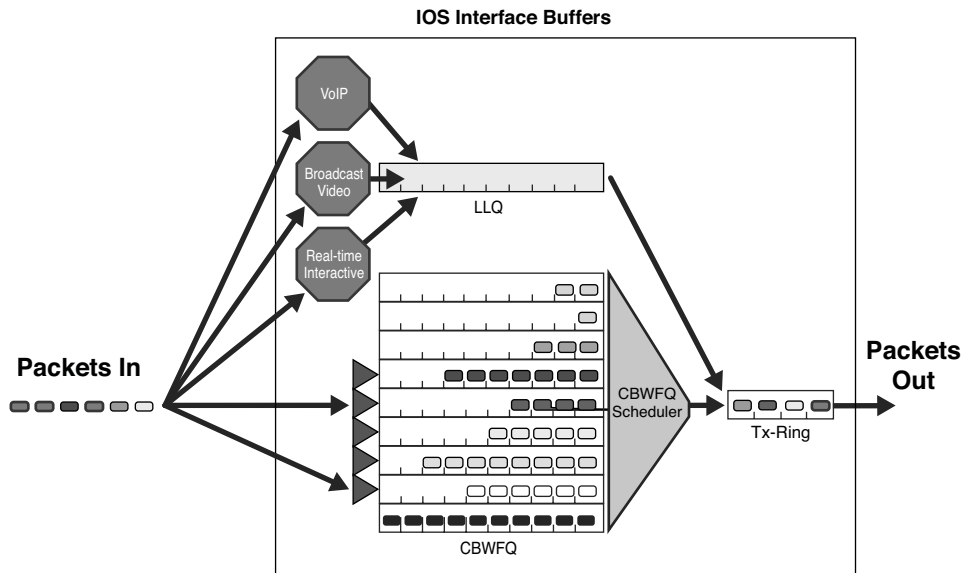 IOS Interface Buffers
VoIP
Broadcast
Video
LLQ
Real-time
Interactive
Packets In
CBWFQ
Scheduler
Packets
Out
Tx-Ring
CBWFQ